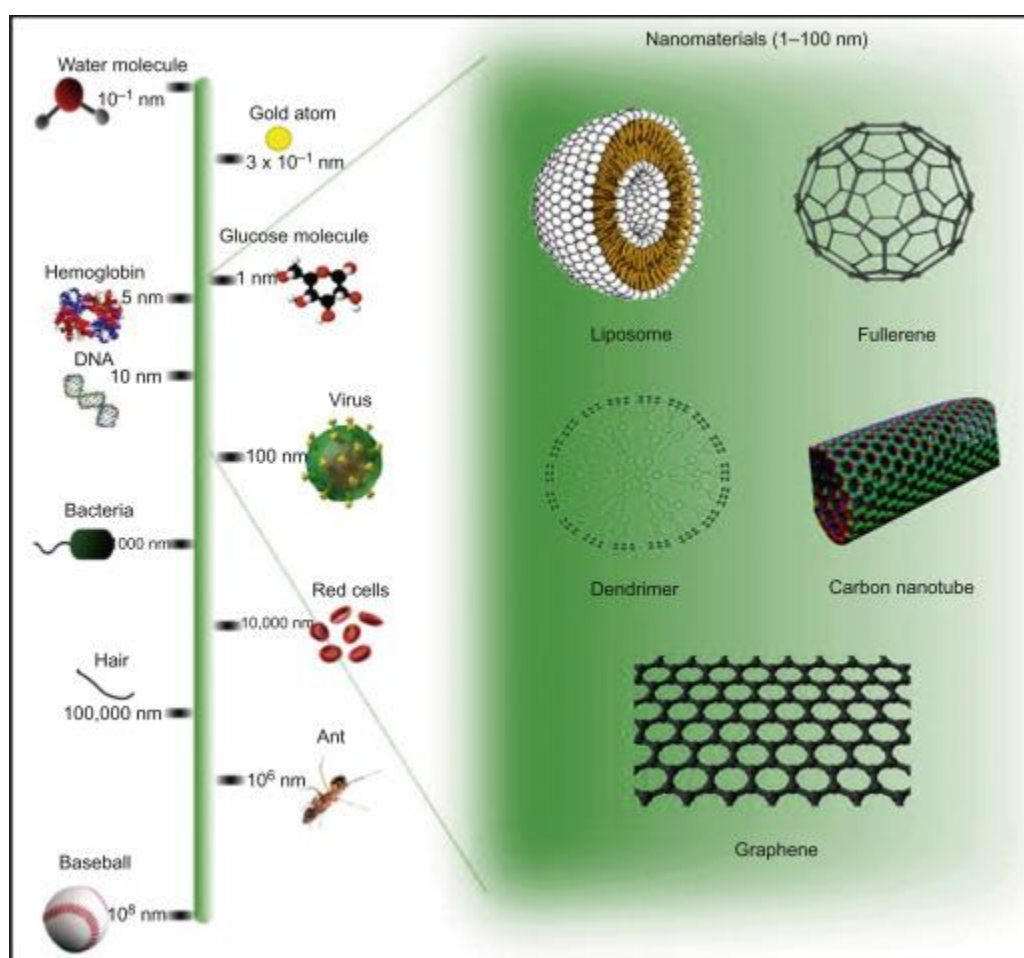 Nanomaterials (1–100 nm)
Water molecule
10⁻¹ nm
Gold atom
3 x 10⁻¹ nm
Glucose molecule
1 nm
Hemoglobin
5 nm
DNA
10 nm
Virus
100 nm
Bacteria
000 nm
Red cells
10,000 nm
Hair
100,000 nm
Ant
10⁶ nm
Baseball
10⁸ nm
Liposome
Fullerene
Dendrimer
Carbon nanotube
Graphene